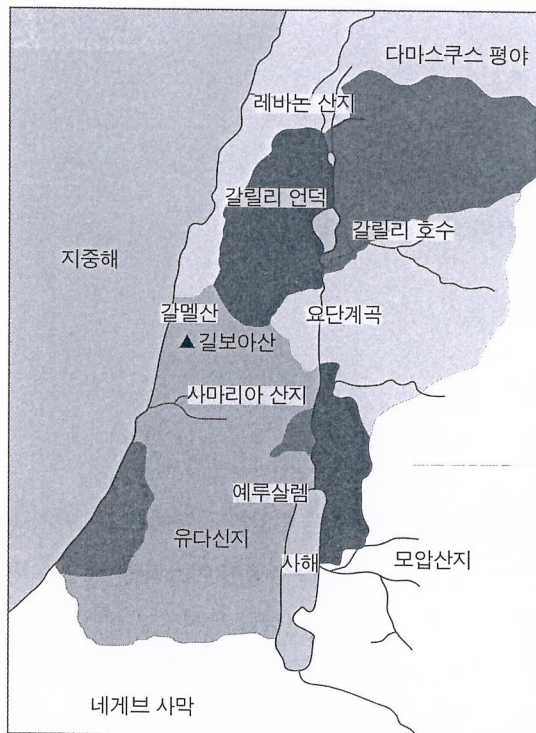 다마스쿠스 평야
레바논 산지
갈릴리 언덕
갈릴리 호수
지중해
갈멜산
요단계곡
▲ 길보아산
사마리아 산지
예루살렘
유다신지
사해
모압산지
네게브 사막